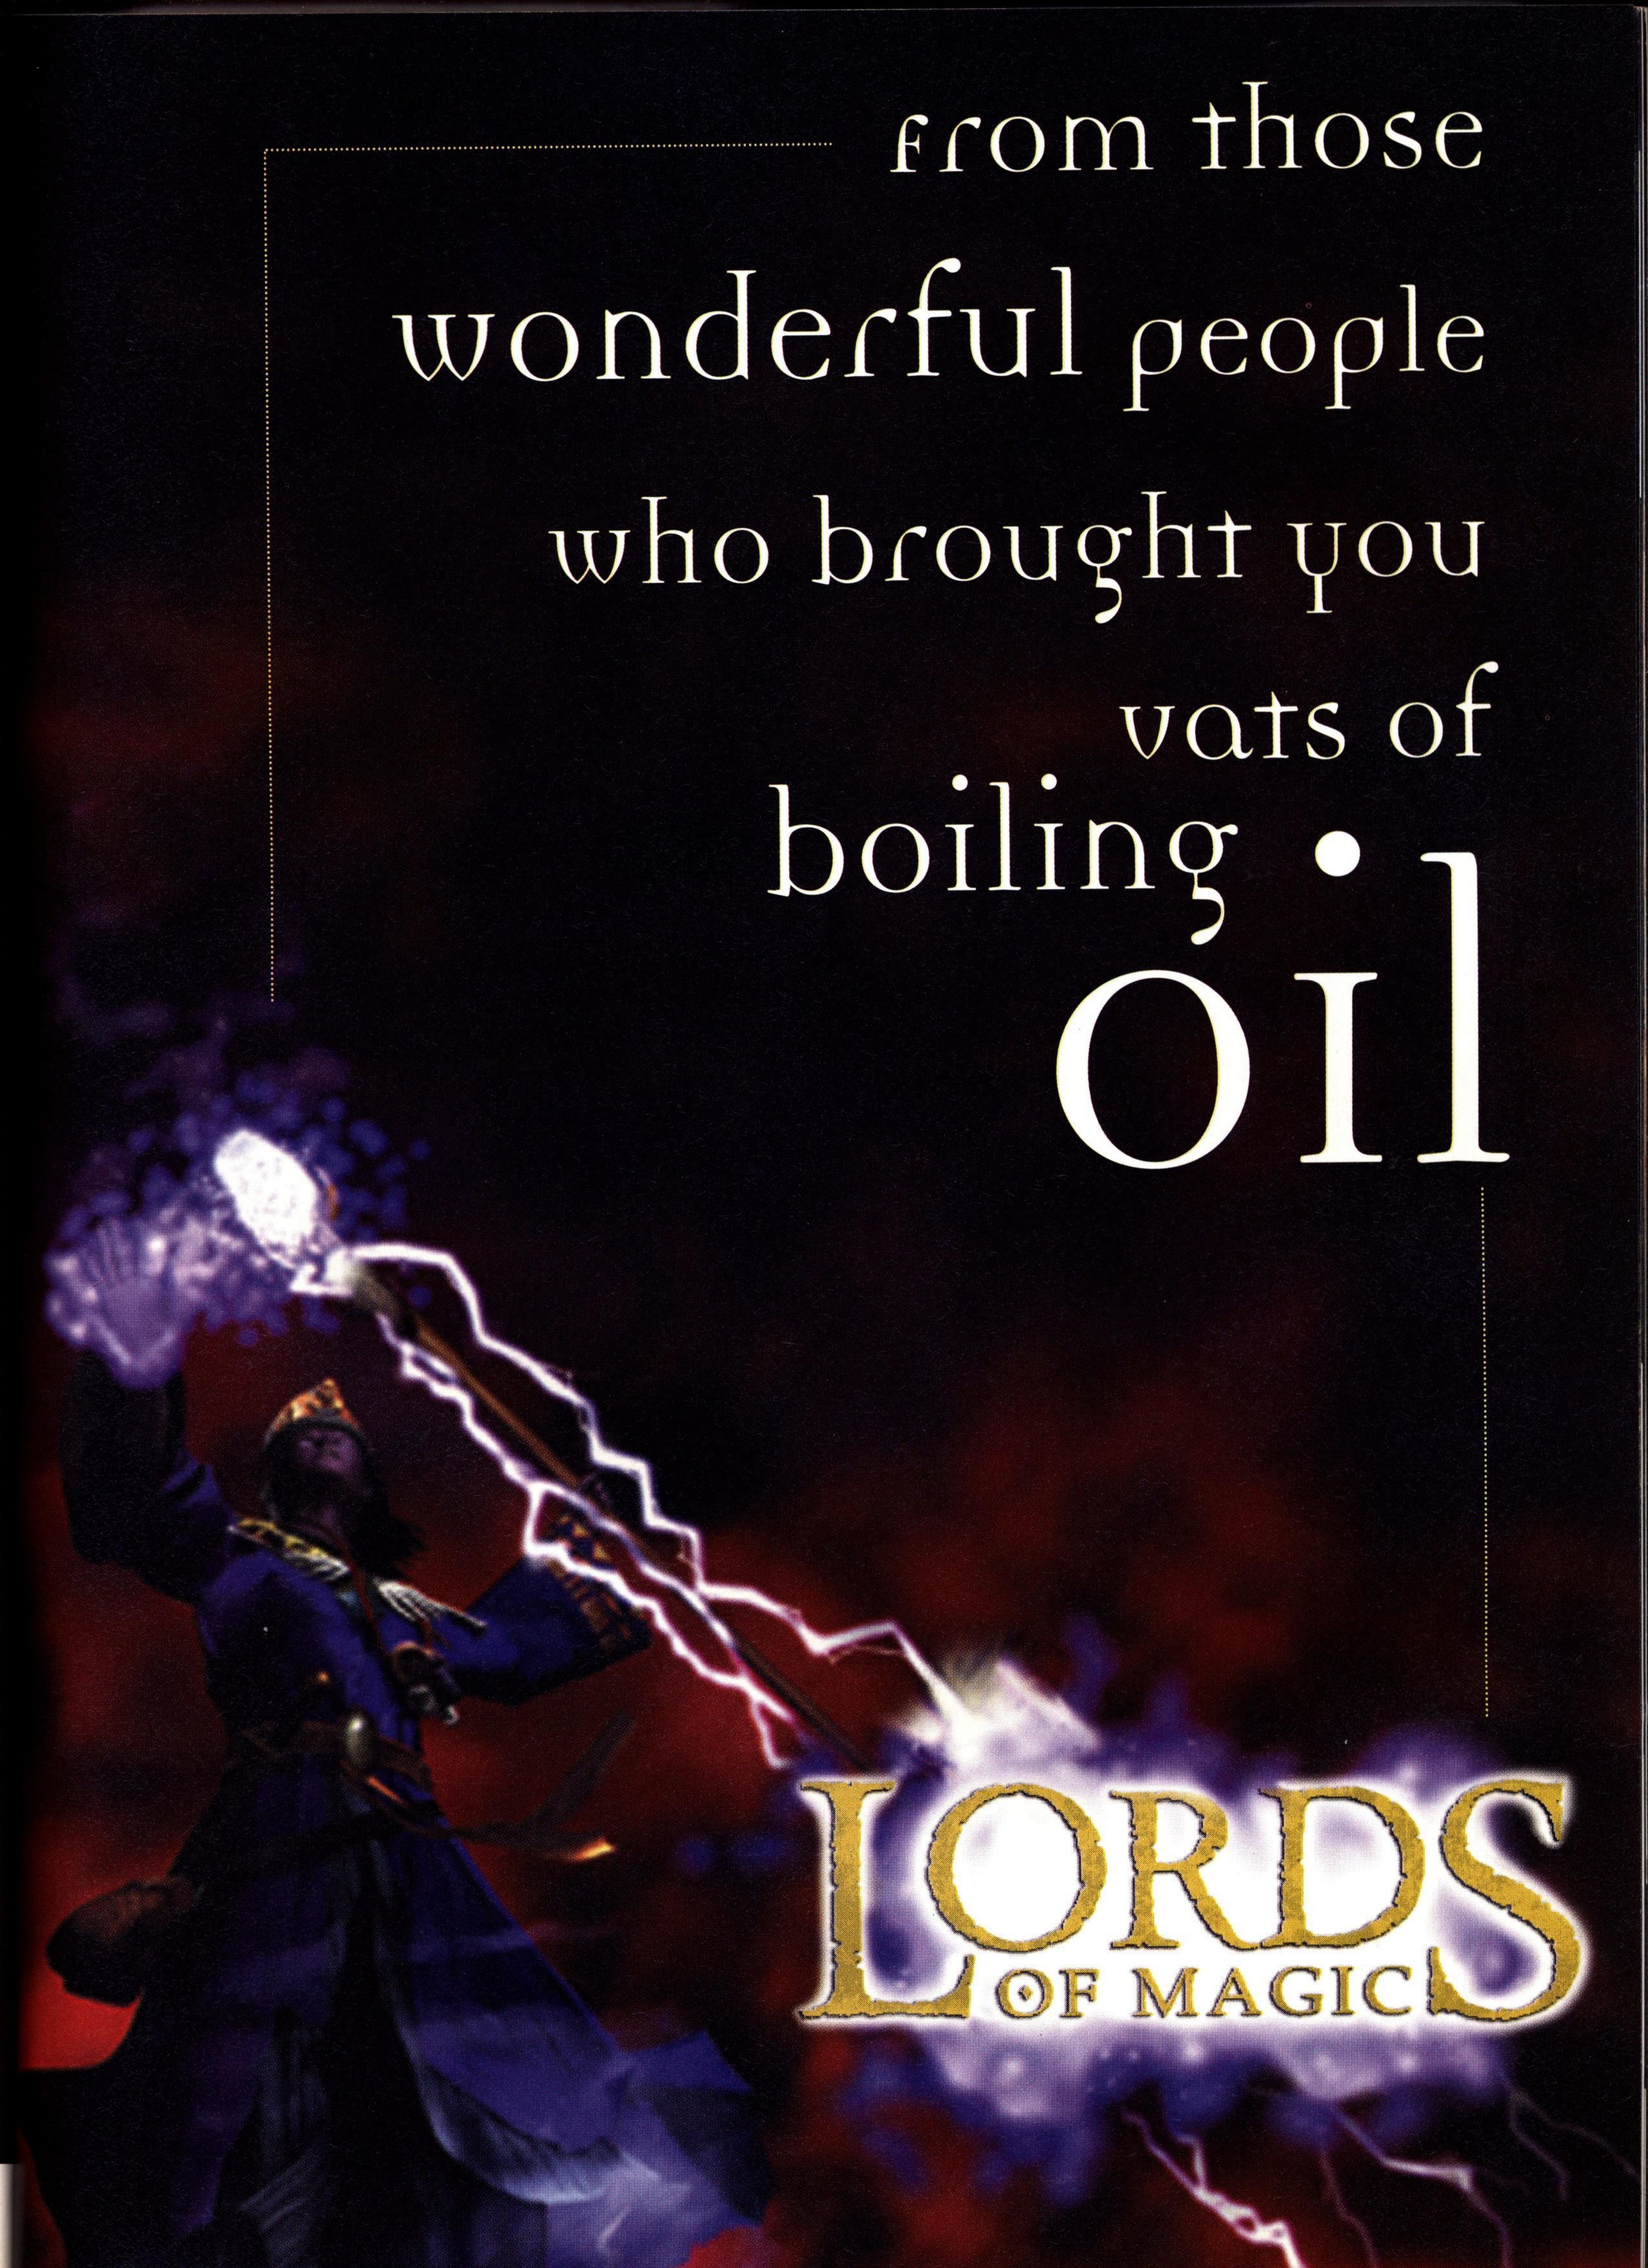 from those
wonderful people
who brought you
vats of
boiling
oil
LORDS
OF MAGIC